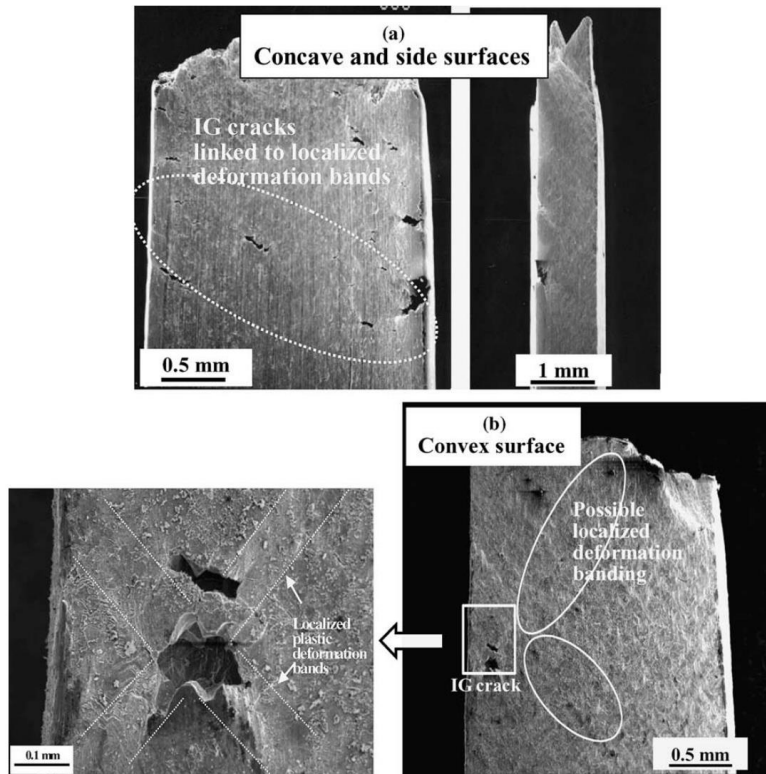 (a)
Concave and side surfaces
IG cracks
linked to localized
deformation bands
0.5 mm
1 mm
(b)
Convex surface
Possible
localized
deformation
banding
Localized
plastic
deformation
bands
IG crack
0.1 mm
0.5 mm